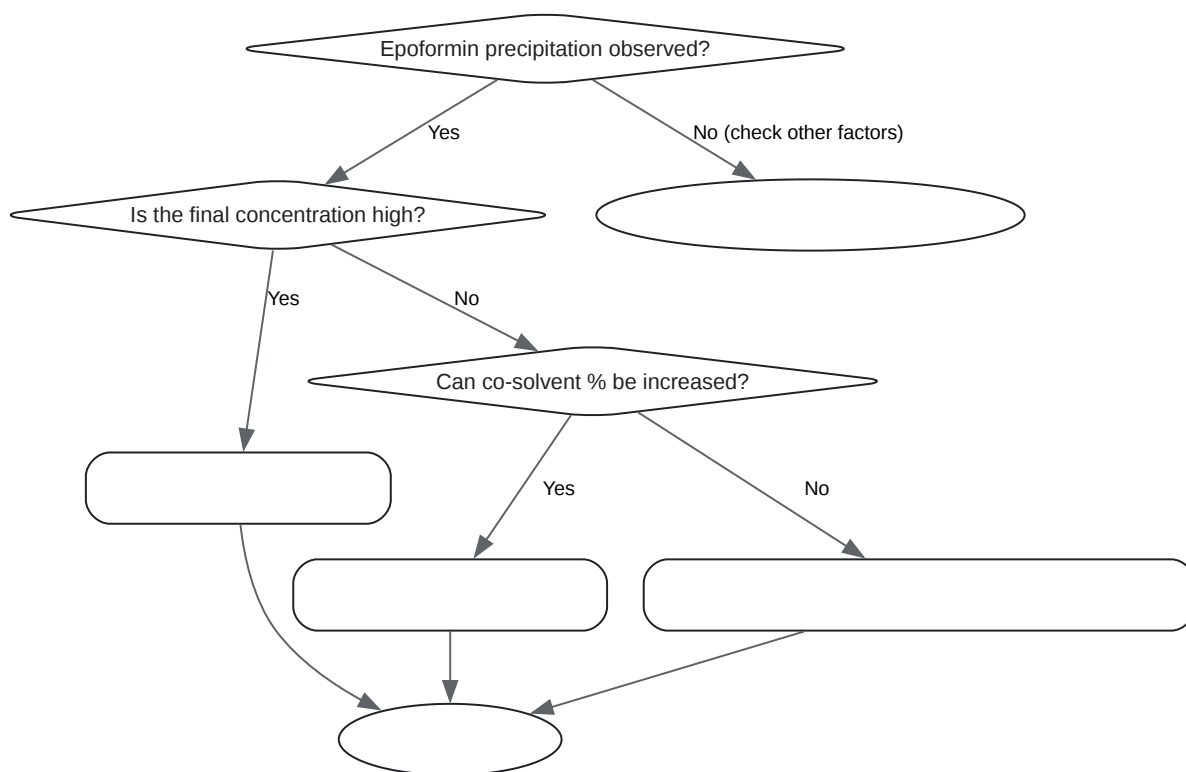 Epoformin precipitation observed?
Yes
No (check other factors)
Is the final concentration high?
Yes
No
Can co-solvent % be increased?
Yes
No